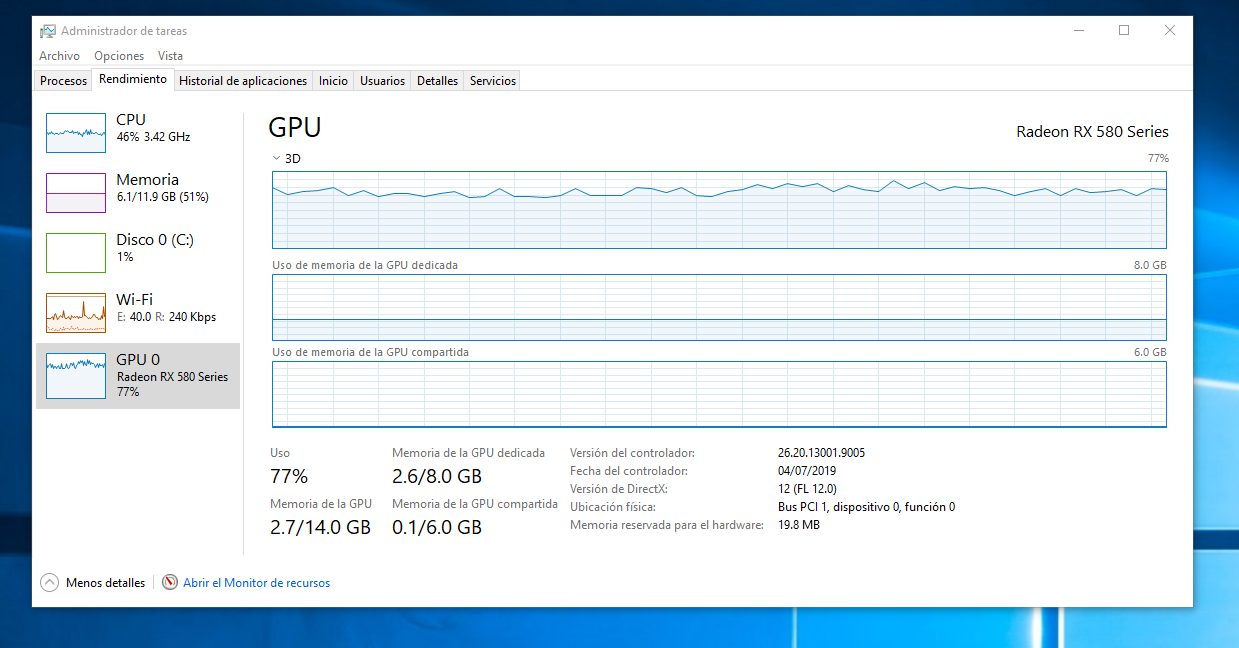 Administrador de tareas
Archivo Opciones Vista
Procesos Rendimiento Historial de aplicaciones Inicio Usuarios Detalles Servicios
CPU
46% 3.42 GHz
Memoria
6.1/11.9 GB (51%)
Disco 0 (C:)
1%
Wi-Fi
E: 40.0 R: 240 Kbps
GPU 0
Radeon RX 580 Series
77%
GPU
Radeon RX 580 Series
3D 77%
Uso de memoria de la GPU dedicada 8.0 GB
Uso de memoria de la GPU compartida 6.0 GB
Uso
77%
Memoria de la GPU dedicada
2.6/8.0 GB
Memoria de la GPU
2.7/14.0 GB
Memoria de la GPU compartida
0.1/6.0 GB
Versión del controlador: 26.20.13001.9005
Fecha del controlador: 04/07/2019
Versión de DirectX: 12 (FL 12.0)
Ubicación física: Bus PCI 1, dispositivo 0, función 0
Memoria reservada para el hardware: 19.8 MB
Menos detalles Abrir el Monitor de recursos